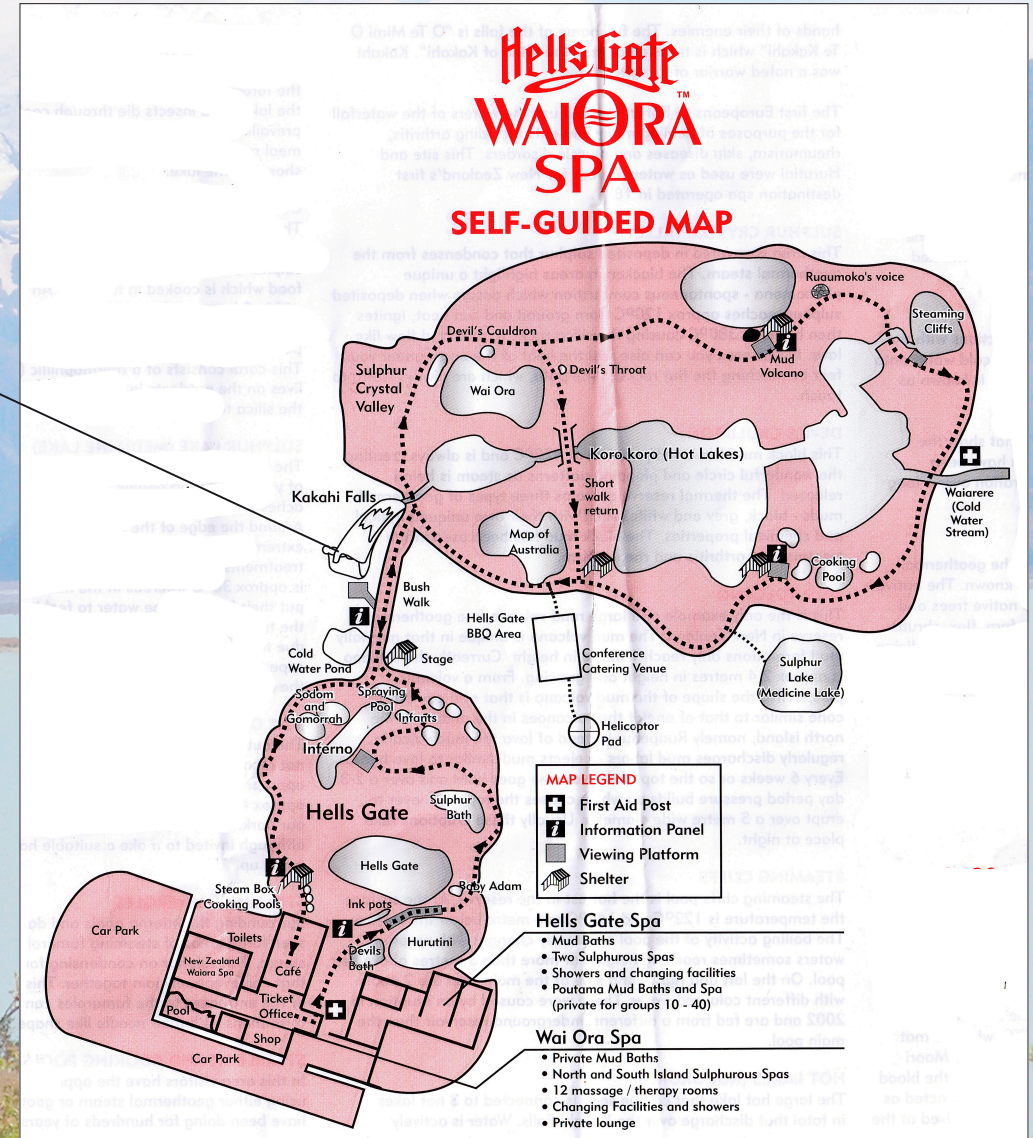 Hells Gate
WAIORA™
SPA
SELF-GUIDED MAP
Ruaumoko's voice
Steaming
Cliffs
Devil's Cauldron
Mud
Volcano
Sulphur
Crystal
Valley
Devil's Throat
Wai Ora
Korokoro (Hot Lakes)
Kakahi Falls
Short
walk
return
Waiarere
(Cold
Water
Stream)
Map of
Australia
Cooking
Pool
Bush
Walk
Hells Gate
BBQ Area
Conference
Catering Venue
Cold
Water Pond
Stage
Sulphur
Lake
(Medicine Lake)
Sodom
and
Gomorrah
Spraying
Pool
Infants
Helicoptor
Pad
Inferno
MAP LEGEND
First Aid Post
i Information Panel
Viewing Platform
Shelter
Hells Gate
Sulphur
Bath
Hells Gate
Steam Box /
Cooking Pools
Baby Adam
Ink pots
Car Park
Toilets
Hurutini
Devils
Bath
New Zealand
Waiora Spa
Café
Ticket
Office
Pool
Shop
Car Park
Hells Gate Spa
• Mud Baths
• Two Sulphurous Spas
• Showers and changing facilities
• Poutama Mud Baths and Spa
(private for groups 10 - 40)
Wai Ora Spa
• Private Mud Baths
• North and South Island Sulphurous Spas
• 12 massage / therapy rooms
• Changing Facilities and showers
• Private lounge